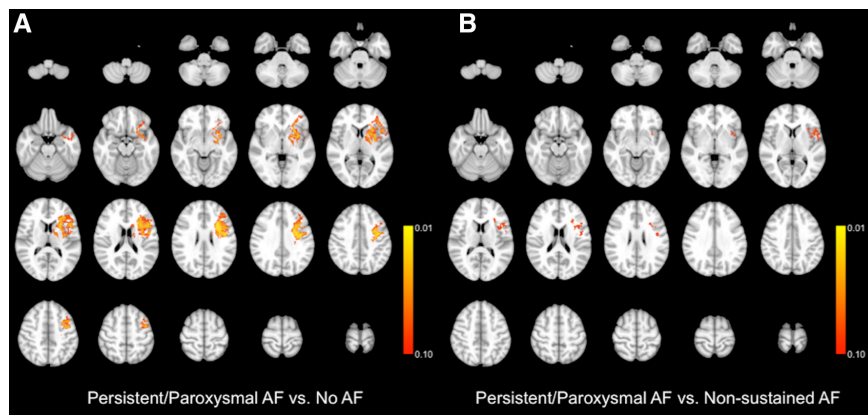 A
B
0.01
0.10
0.01
0.10
Persistent/Paroxysmal AF vs. No AF
Persistent/Paroxysmal AF vs. Non-sustained AF